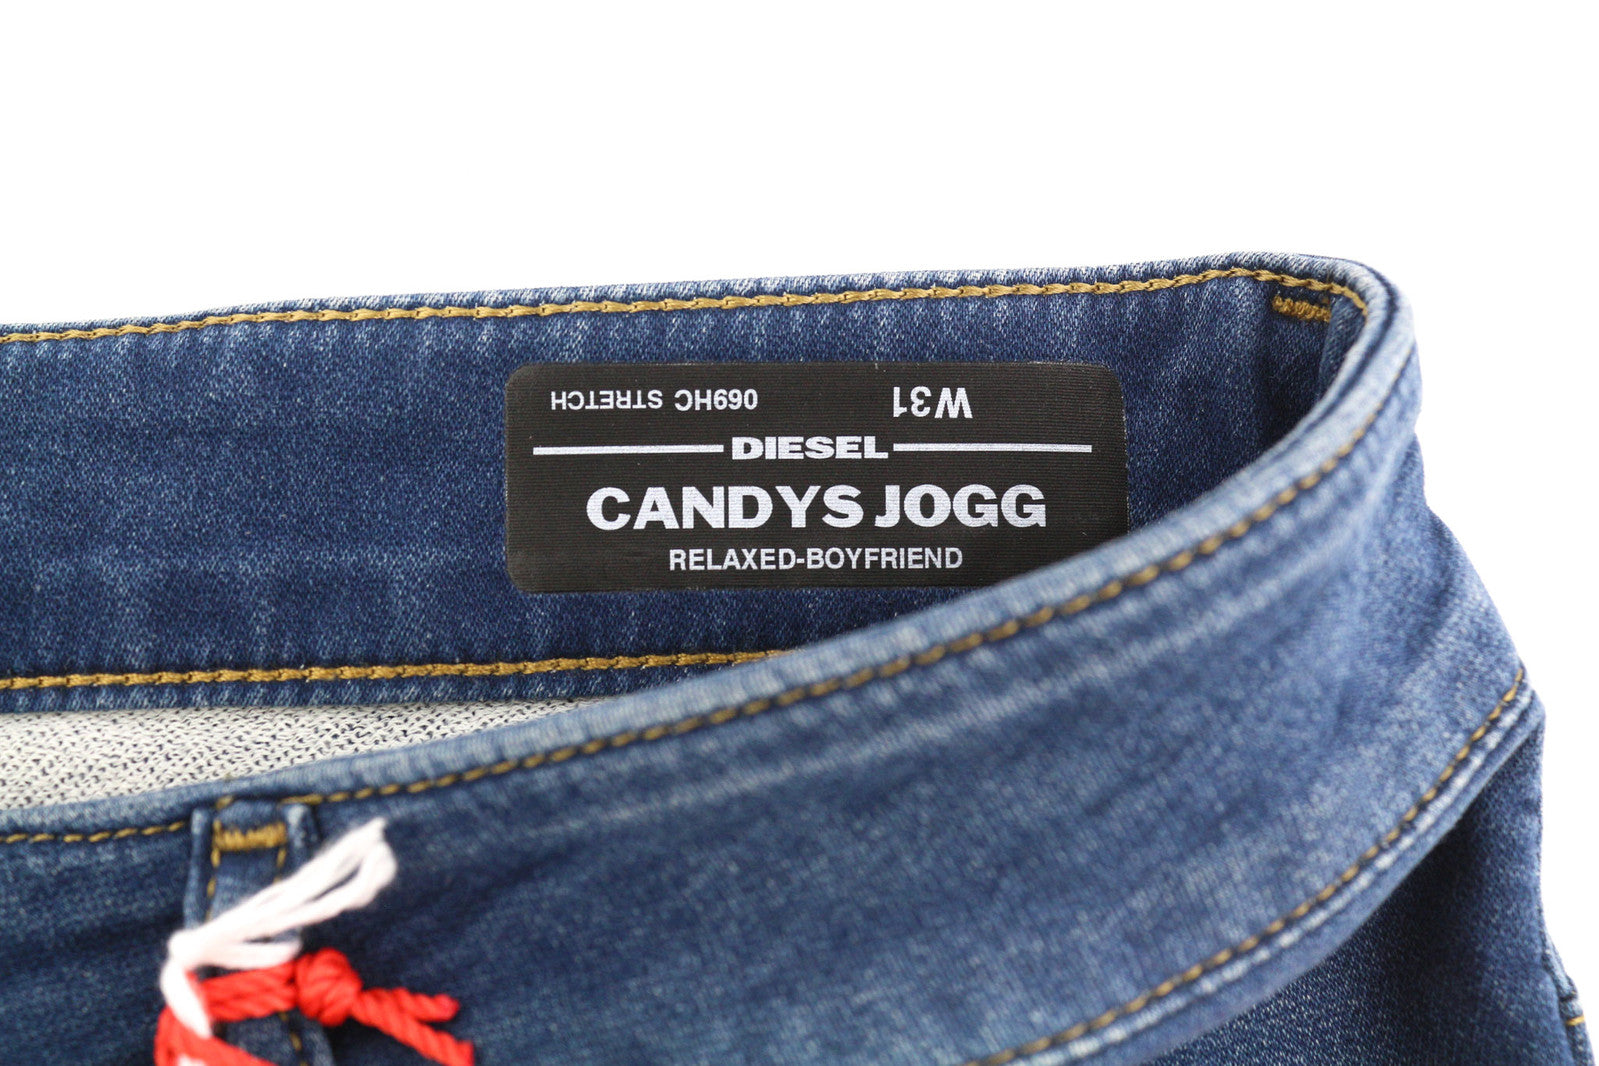 069HC STRETCH W31
DIESEL
CANDYS JOGG
RELAXED-BOYFRIEND